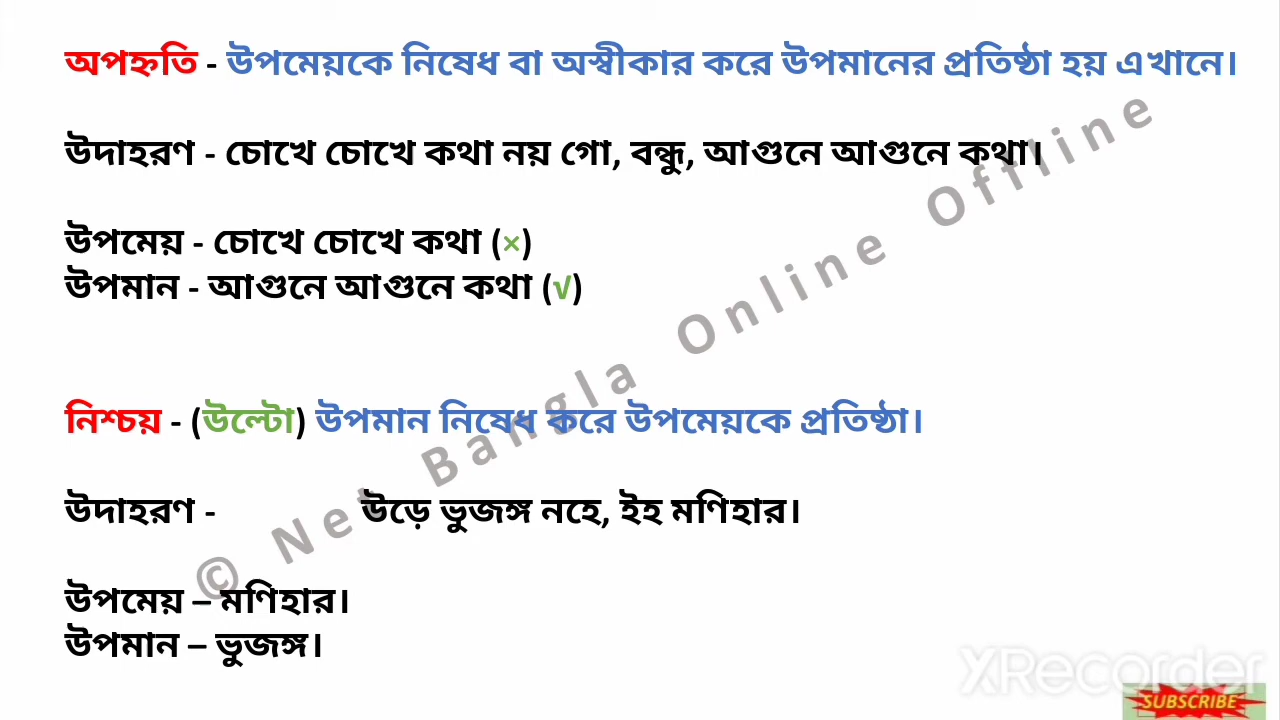 অপহ্নতি - উপমেয়কে নিষেধ বা অস্বীকার করে উপমানের প্রতিষ্ঠা হয় এখানে।
উদাহরণ - চোখে চোখে কথা নয় গো, বন্ধু, আগুনে আগুনে কথা।
উপমেয় - চোখে চোখে কথা (×)
উপমান - আগুনে আগুনে কথা (√)
নিশ্চয় - (উল্টো) উপমান নিষেধ করে উপমেয়কে প্রতিষ্ঠা।
উদাহরণ - উড়ে ভুজঙ্গ নহে, ইহ মণিহার।
উপমেয় – মণিহার।
উপমান – ভুজঙ্গ।
© Net Bangla Online Offline
XRecorder
SUBSCRIBE